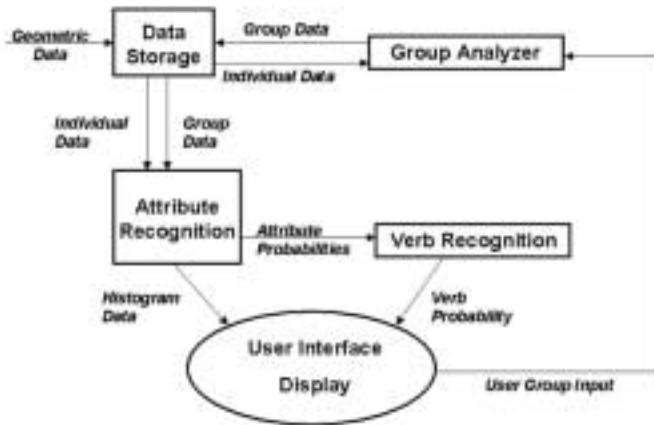 Geometric
Data
Data
Storage
Group Data
Individual Data
Group Analyzer
Individual
Data
Group
Data
Attribute
Recognition
Attribute
Probabilities
Verb Recognition
Histogram
Data
Verb
Probability
User Interface
Display
User Group Input